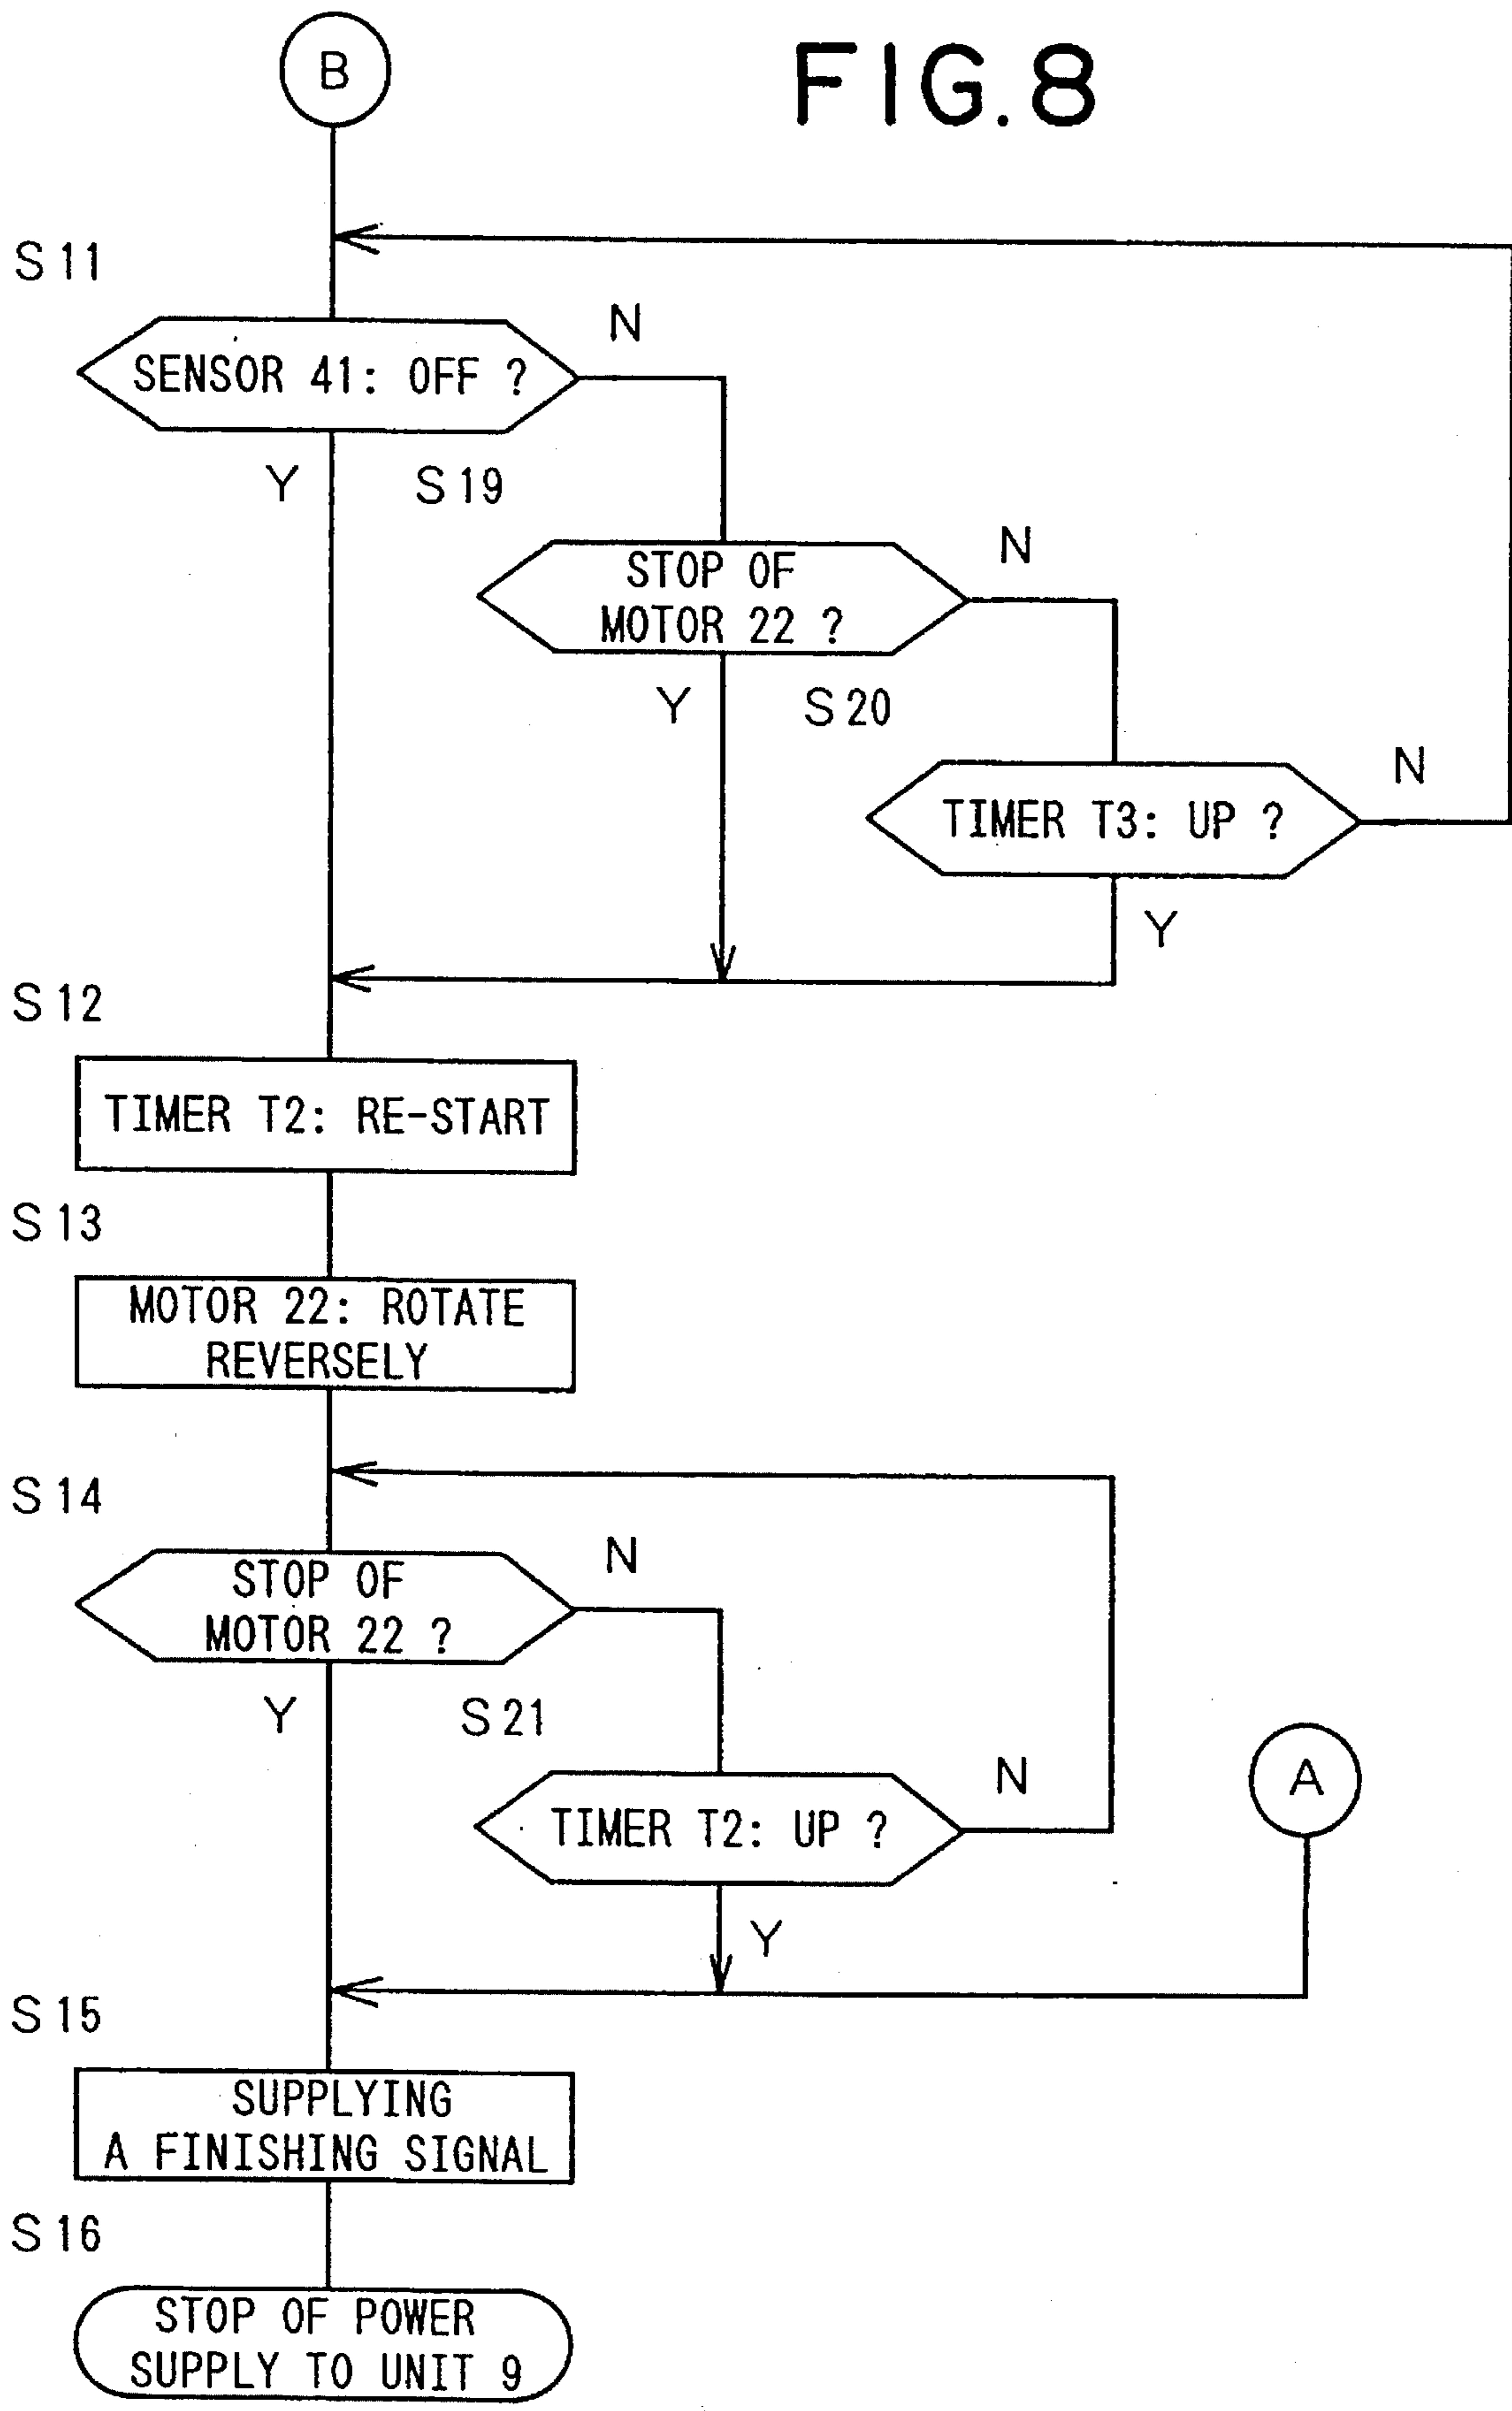 FIG.8
B
S11
SENSOR 41: OFF ?
N
Y
S19
STOP OF
MOTOR 22 ?
N
Y
S20
TIMER T3: UP ?
N
Y
S12
TIMER T2: RE-START
S13
MOTOR 22: ROTATE
REVERSELY
S14
STOP OF
MOTOR 22 ?
N
Y
S21
TIMER T2: UP ?
N
Y
A
S15
SUPPLYING
A FINISHING SIGNAL
S16
STOP OF POWER
SUPPLY TO UNIT 9